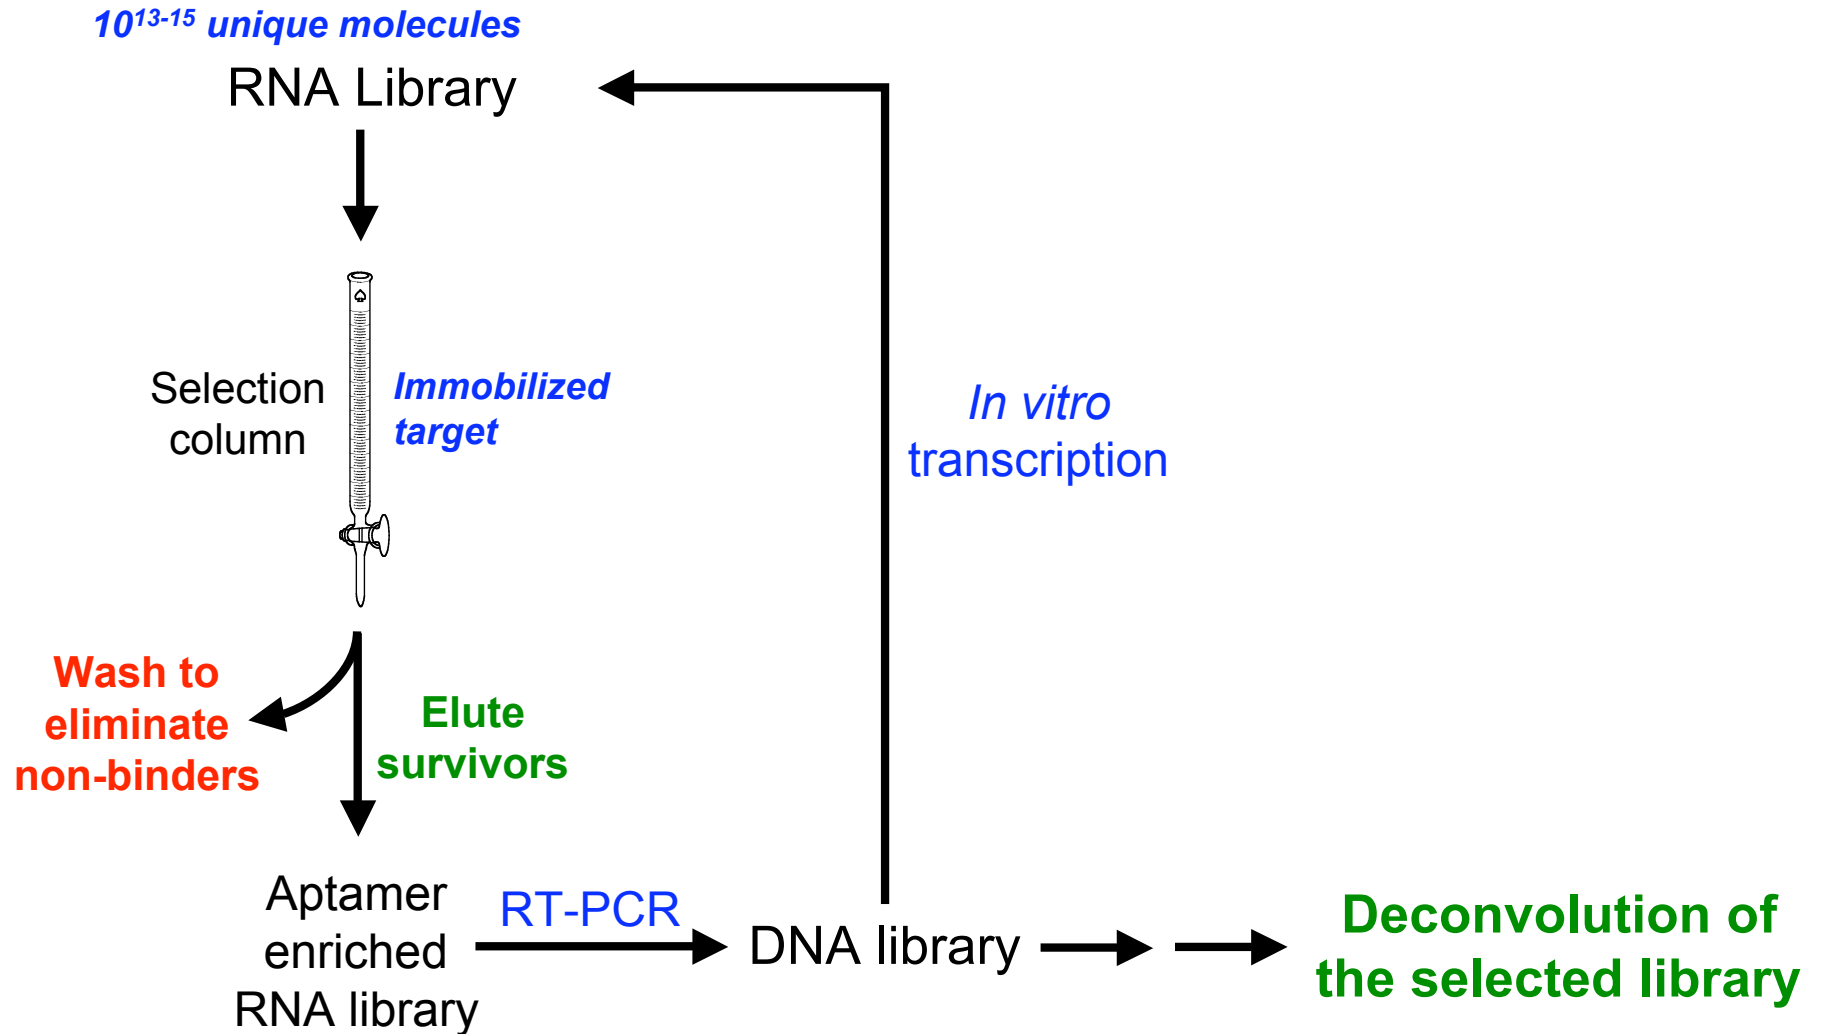 10¹³⁻¹⁵ unique molecules
RNA Library
Selection
column
Immobilized
target
In vitro
transcription
Wash to
eliminate
non-binders
Elute
survivors
Aptamer
enriched
RNA library
RT-PCR
DNA library
Deconvolution of
the selected library